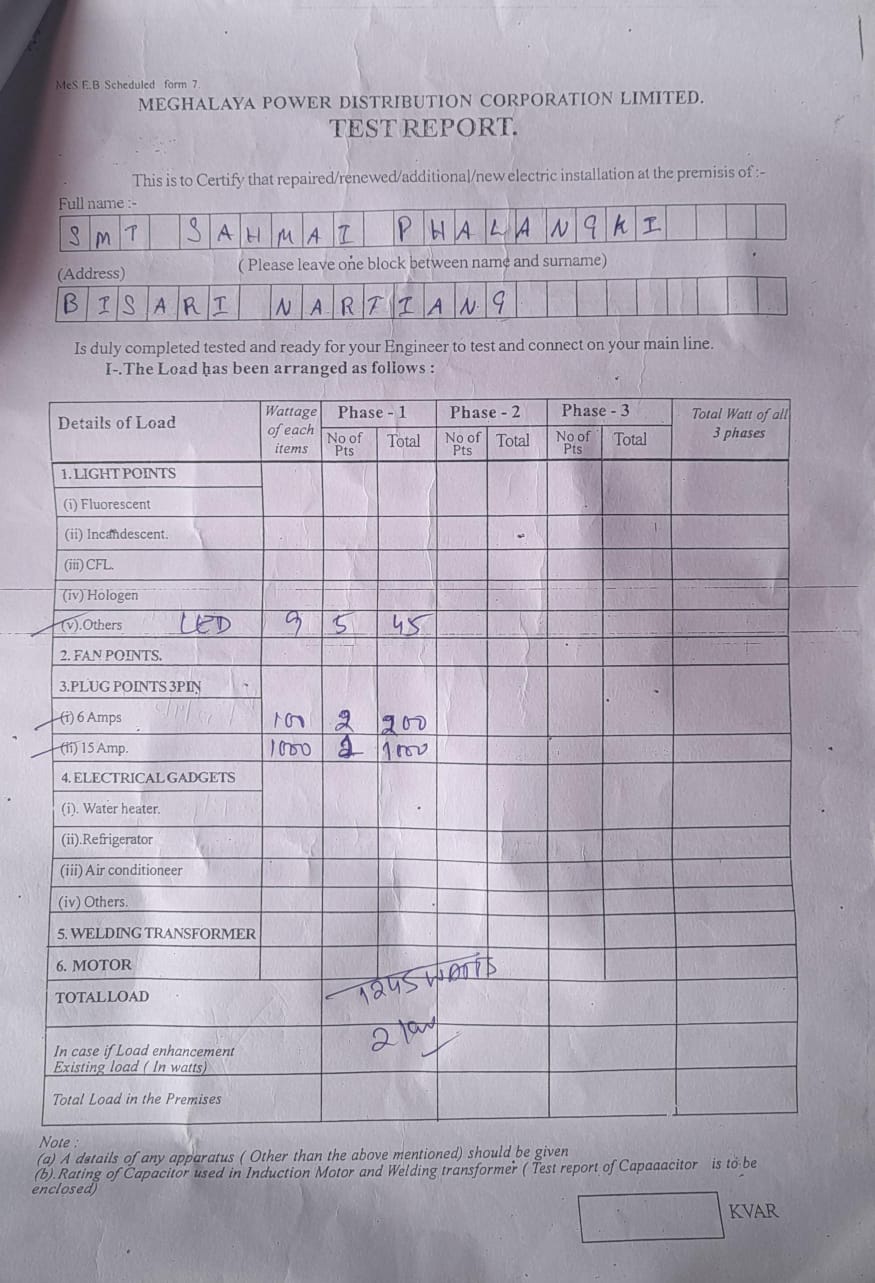 MeS.E.B Scheduled form 7.
MEGHALAYA POWER DISTRIBUTION CORPORATION LIMITED.
TEST REPORT.
This is to Certify that repaired/renewed/additional/new electric installation at the premisis of :-
Full name :-
SMT SAHMAI PHALANGKI
(Address) ( Please leave one block between name and surname)
BISARI NARTIANG
Is duly completed tested and ready for your Engineer to test and connect on your main line.
I-.The Load has been arranged as follows :
Details of Load Wattage of each items Phase - 1 Phase - 2 Phase - 3 Total Watt of all 3 phases
No of Pts Total No of Pts Total No of Pts Total
1. LIGHT POINTS
(i) Fluorescent
(ii) Incandescent.
(iii) CFL.
(iv) Hologen
(v).Others LED 9 5 45
2. FAN POINTS.
3.PLUG POINTS 3PIN
(i) 6 Amps 100 2 200
(ii) 15 Amp. 1000 1000
4. ELECTRICAL GADGETS
(i). Water heater.
(ii).Refrigerator
(iii) Air conditioneer
(iv) Others.
5. WELDING TRANSFORMER
6. MOTOR
TOTAL LOAD 1245 WATTS
2
In case if Load enhancement
Existing load ( In watts)
Total Load in the Premises
Note :
(a) A datails of any apparatus ( Other than the above mentioned) should be given
(b).Rating of Capacitor used in Induction Motor and Welding transformer ( Test report of Capaaacitor is to be
enclosed)
KVAR